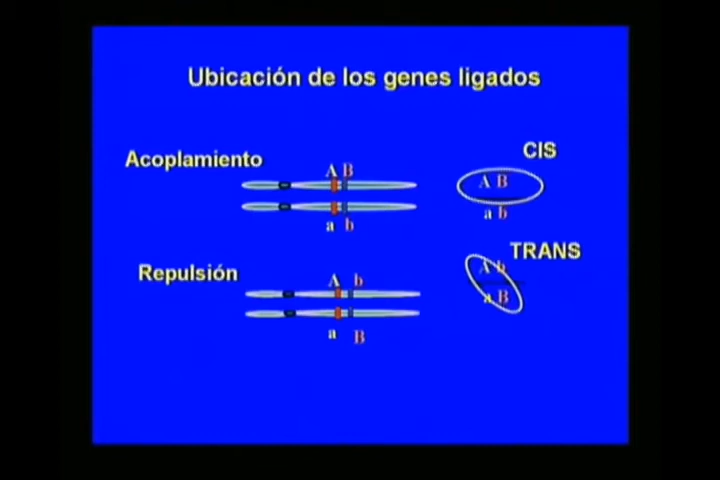 Ubicación de los genes ligados
Acoplamiento
A B
a b
CIS
A B
a b
Repulsión
A b
a B
TRANS
A b
a B